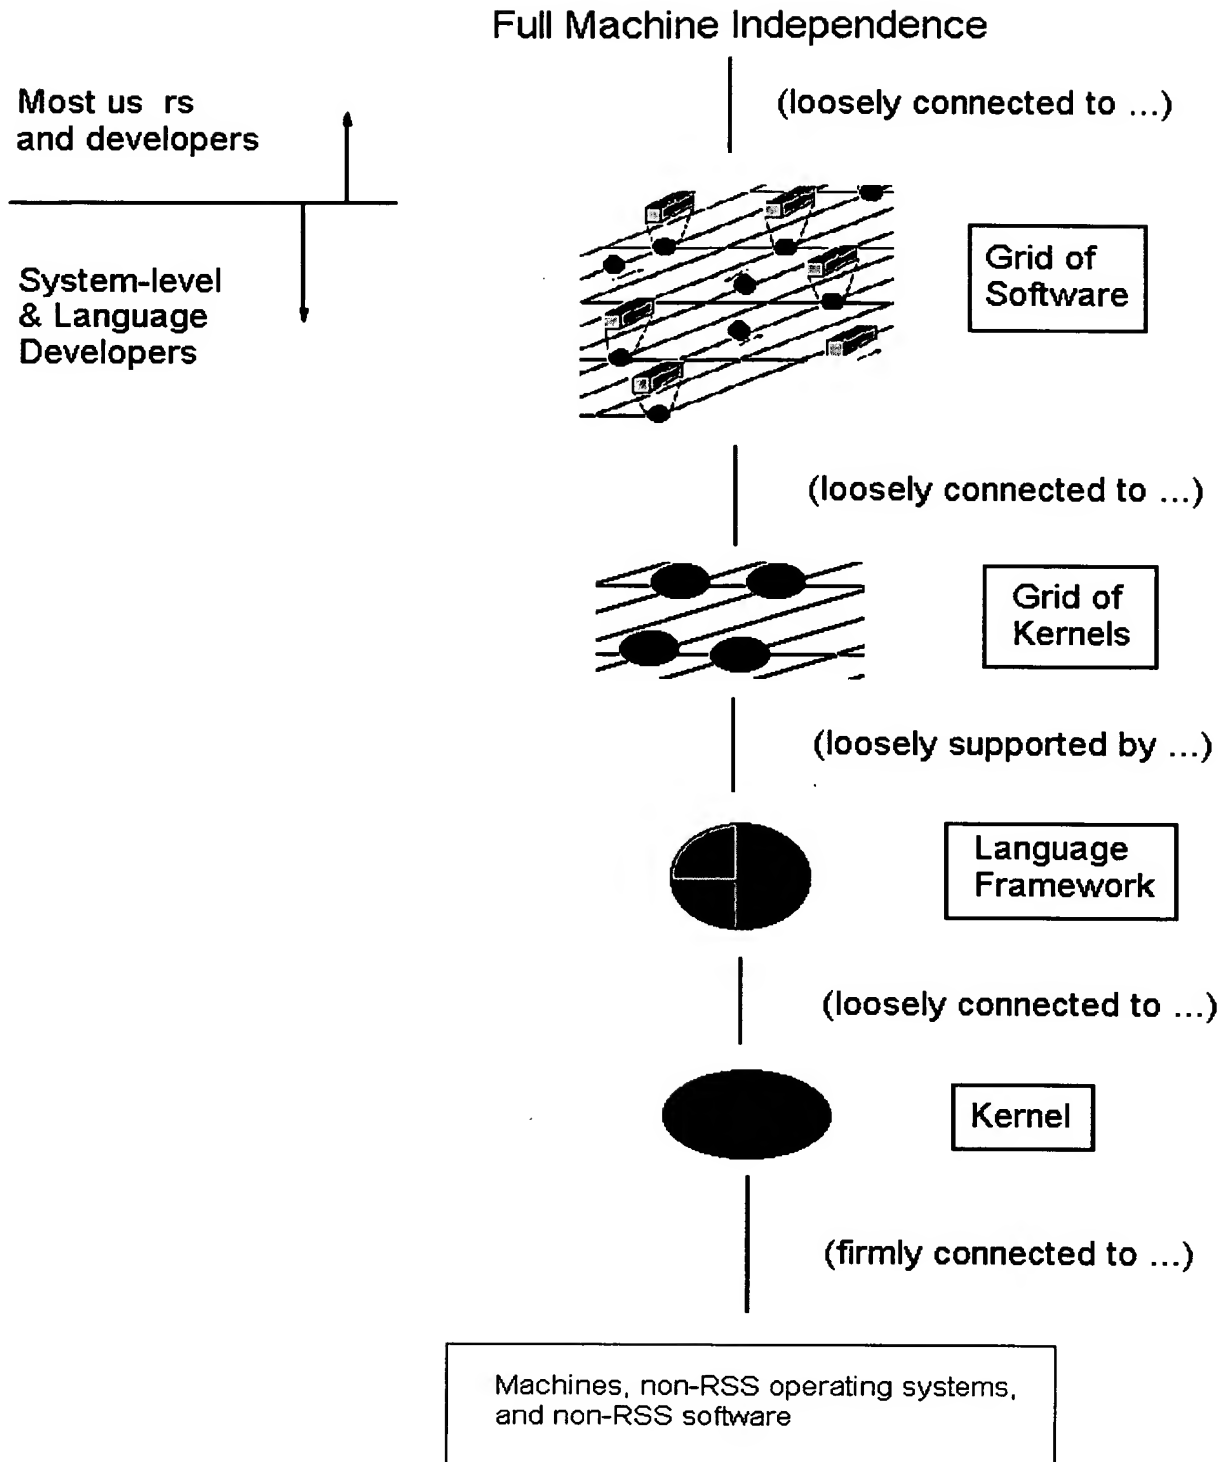 Full Machine Independence
(loosely connected to ...)
Most us rs
and developers
System-level
& Language
Developers
Grid of
Software
(loosely connected to ...)
Grid of
Kernels
(loosely supported by ...)
Language
Framework
(loosely connected to ...)
Kernel
(firmly connected to ...)
Machines, non-RSS operating systems,
and non-RSS software